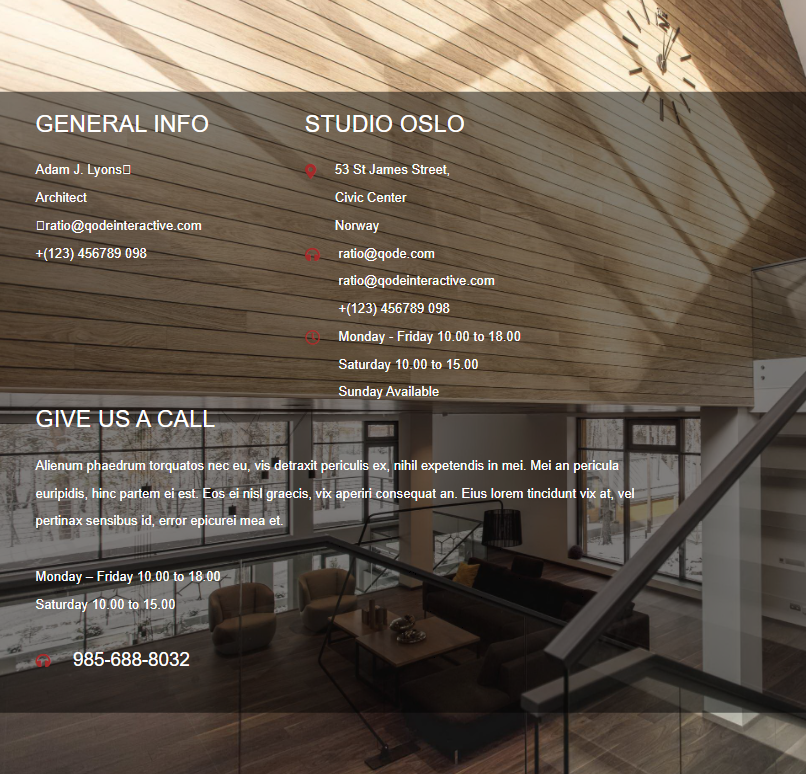 GENERAL INFO
Adam J. Lyons
Architect
ratio@qodeinteractive.com
+(123) 456789 098
STUDIO OSLO
53 St James Street,
Civic Center
Norway
ratio@qode.com
ratio@qodeinteractive.com
+(123) 456789 098
Monday - Friday 10.00 to 18.00
Saturday 10.00 to 15.00
Sunday Available
GIVE US A CALL
Alienum phaedrum torquatos nec eu, vis detraxit periculis ex, nihil expetendis in mei. Mei an pericula
euripidis, hinc partem ei est. Eos ei nisl graecis, vix aperiri consequat an. Eius lorem tincidunt vix at, vel
pertinax sensibus id, error epicurei mea et.
Monday – Friday 10.00 to 18.00
Saturday 10.00 to 15.00
985-688-8032